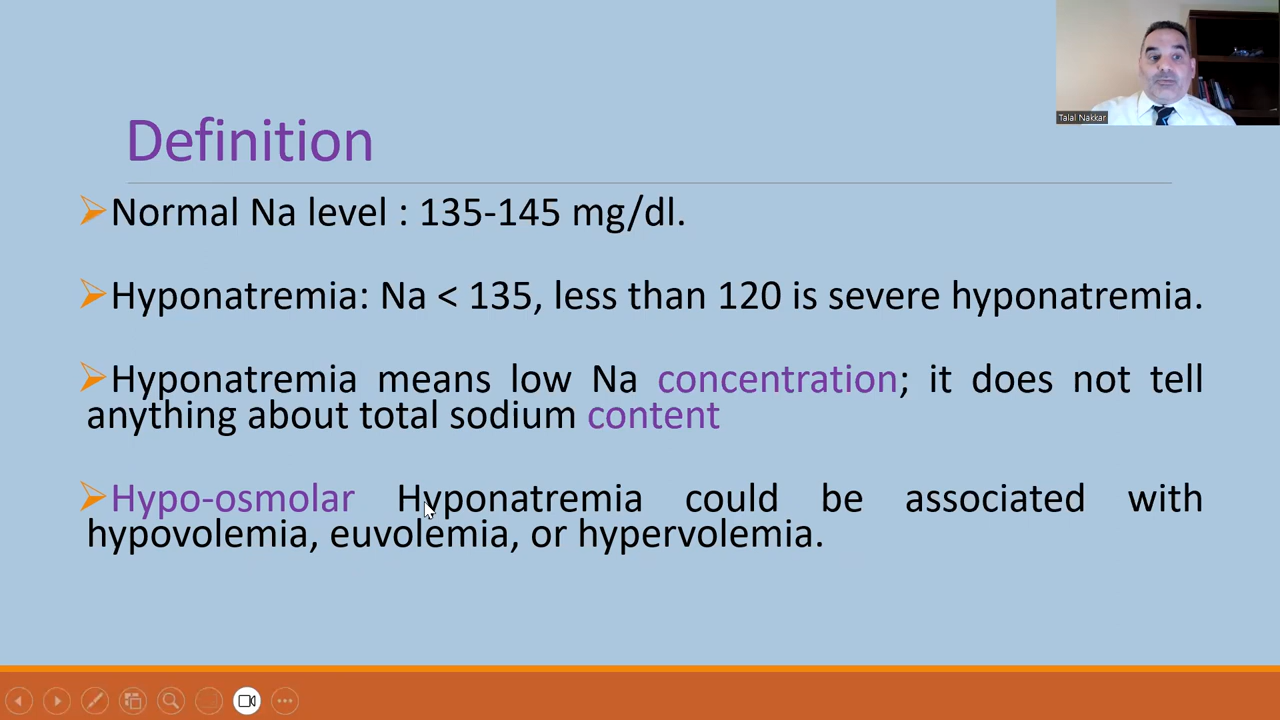 Talal Nakkar
Definition
Normal Na level : 135-145 mg/dl.
Hyponatremia: Na < 135, less than 120 is severe hyponatremia.
Hyponatremia means low Na concentration; it does not tell
anything about total sodium content
Hypo-osmolar Hyponatremia could be associated with
hypovolemia, euvolemia, or hypervolemia.